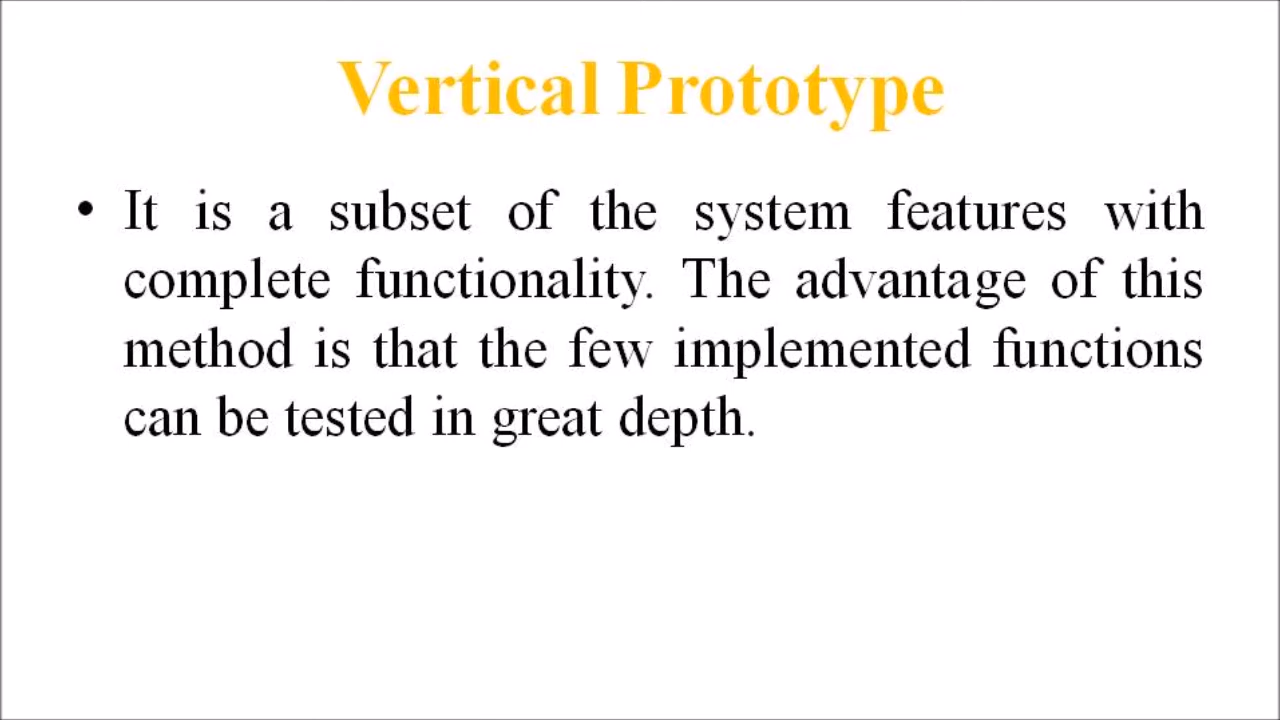 Vertical Prototype
• It is a subset of the system features with
complete functionality. The advantage of this
method is that the few implemented functions
can be tested in great depth.